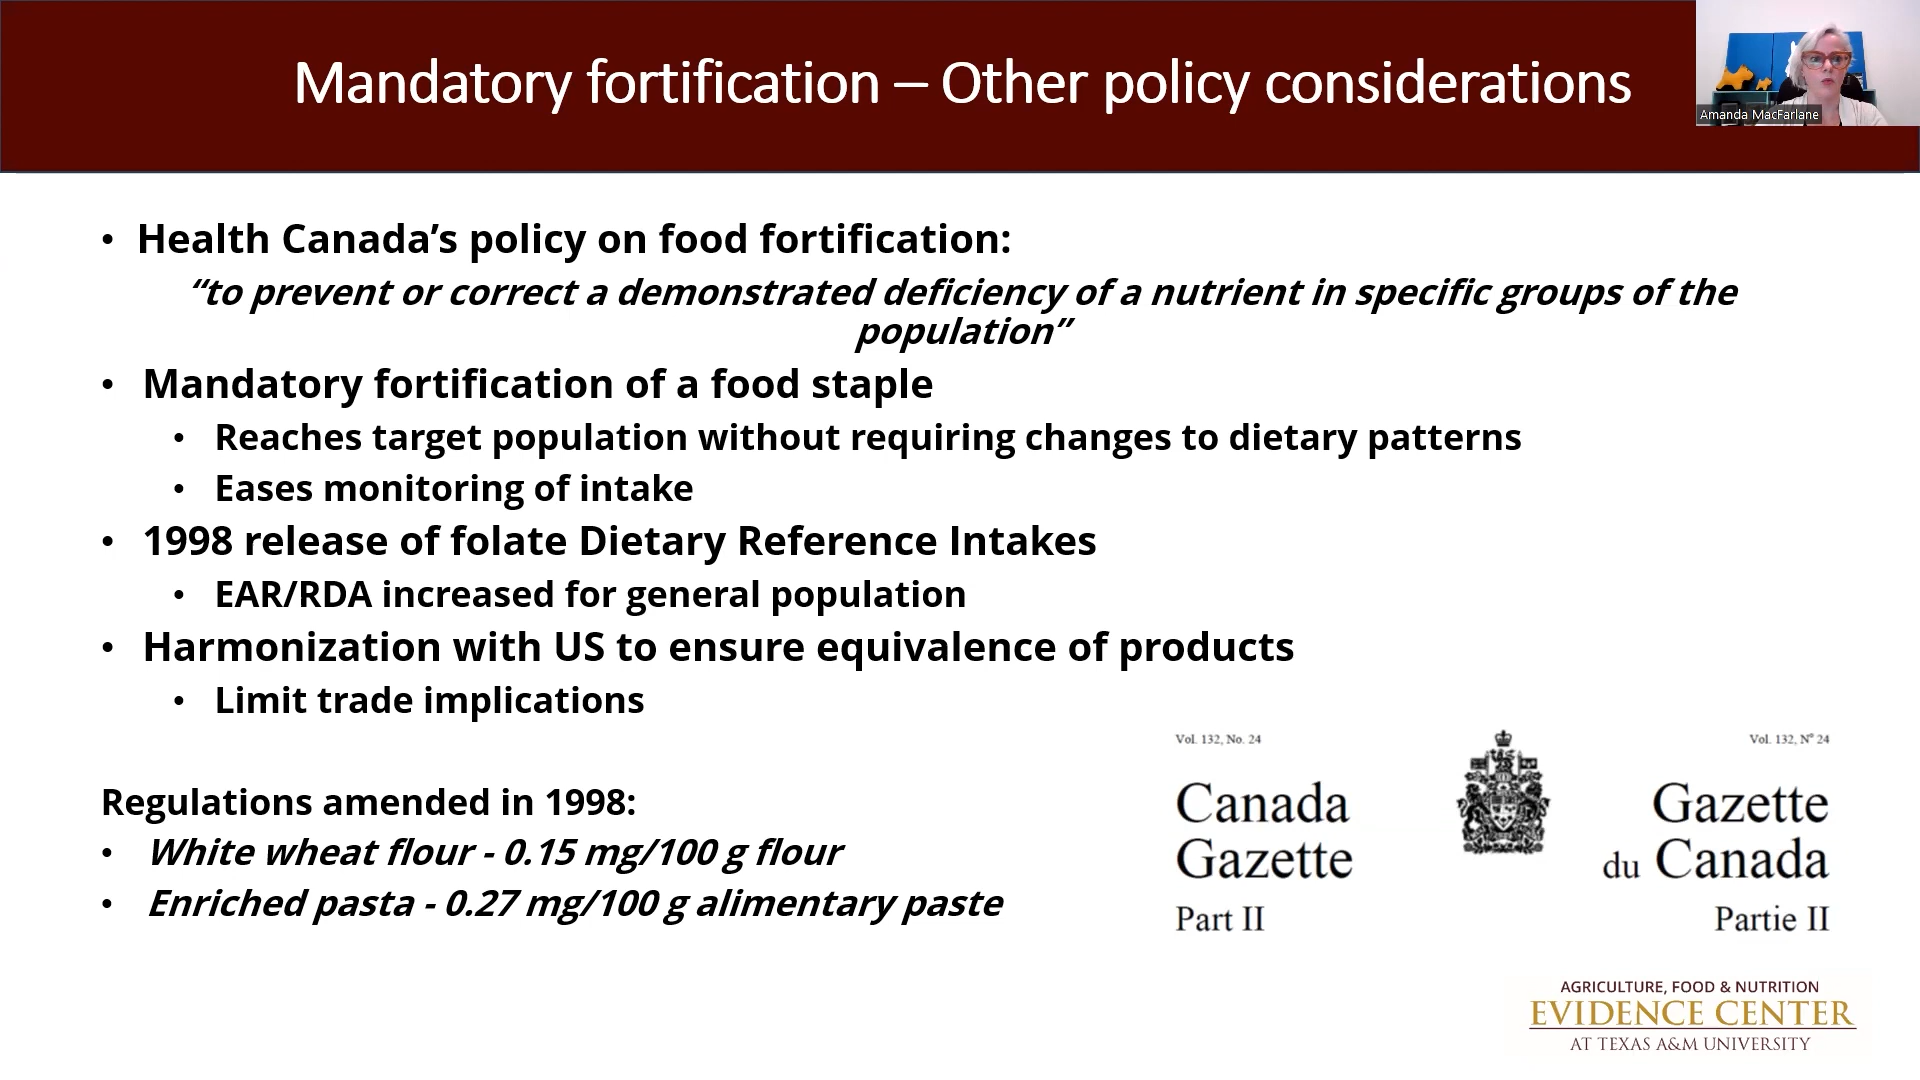 Mandatory fortification – Other policy considerations
Amanda MacFarlane
• Health Canada’s policy on food fortification:
“to prevent or correct a demonstrated deficiency of a nutrient in specific groups of the
population”
• Mandatory fortification of a food staple
• Reaches target population without requiring changes to dietary patterns
• Eases monitoring of intake
• 1998 release of folate Dietary Reference Intakes
• EAR/RDA increased for general population
• Harmonization with US to ensure equivalence of products
• Limit trade implications
Regulations amended in 1998:
• White wheat flour - 0.15 mg/100 g flour
• Enriched pasta - 0.27 mg/100 g alimentary paste
Vol. 132, No. 24
Canada
Gazette
Part II
Vol. 132, Nº 24
Gazette
du Canada
Partie II
AGRICULTURE, FOOD & NUTRITION
EVIDENCE CENTER
AT TEXAS A&M UNIVERSITY